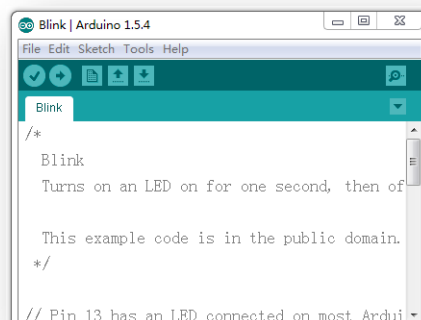 Blink | Arduino 1.5.4
File Edit Sketch Tools Help
Blink
/*
Blink
Turns on an LED on for one second, then of
This example code is in the public domain.
*/
// Pin 13 has an LED connected on most Ardui